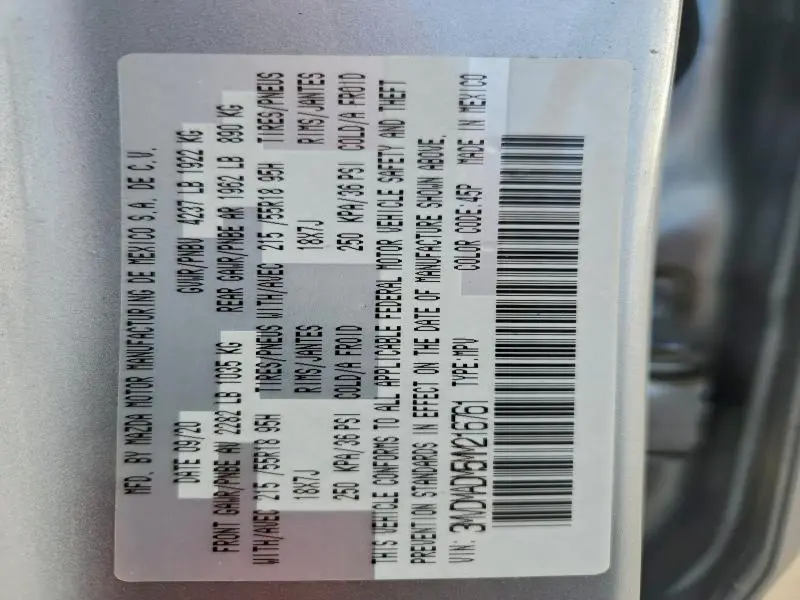 MFD. BY MAZDA MOTOR MANUFACTURING DE MEXICO S.A. DE C.V.
DATE 09/20 GVWR/PNBV 4237 LB 1922 KG
FRONT GAWR/PNBE AV 2282 LB 1035 KG REAR GAWR/PNBE AR 1962 LB 890 KG
WITH/AVEC 215 /55R18 95H TIRES/PNEUS WITH/AVEC 215 /55R18 95H TIRES/PNEUS
18X7J RIMS/JANTES 18X7J RIMS/JANTES
250 KPA/36 PSI COLD/A FROID 250 KPA/36 PSI COLD/A FROID
THIS VEHICLE CONFORMS TO ALL APPLICABLE FEDERAL MOTOR VEHICLE SAFETY AND THEFT
PREVENTION STANDARDS IN EFFECT ON THE DATE OF MANUFACTURE SHOWN ABOVE.
VIN: TYPE:MPV COLOR CODE:45P MADE IN MEXICO